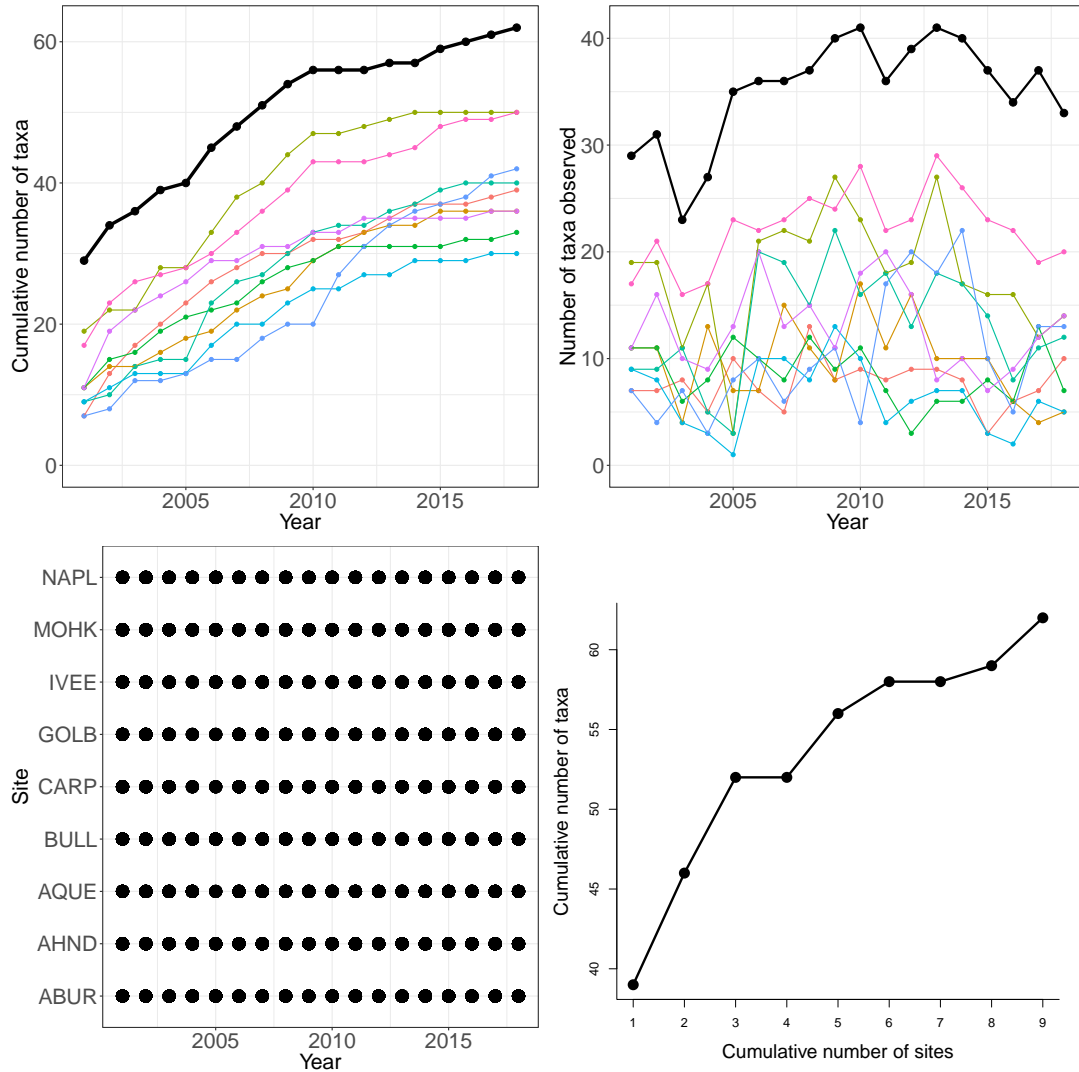 Cumulative number of taxa
60
40
20
0
2005 2010 2015
Year
Number of taxa observed
40
30
20
10
0
2005 2010 2015
Year
Site
NAPL
MOHK
IVEE
GOLB
CARP
BULL
AQUE
AHND
ABUR
2005 2010 2015
Year
Cumulative number of taxa
60
55
50
45
40
1 2 3 4 5 6 7 8 9
Cumulative number of sites